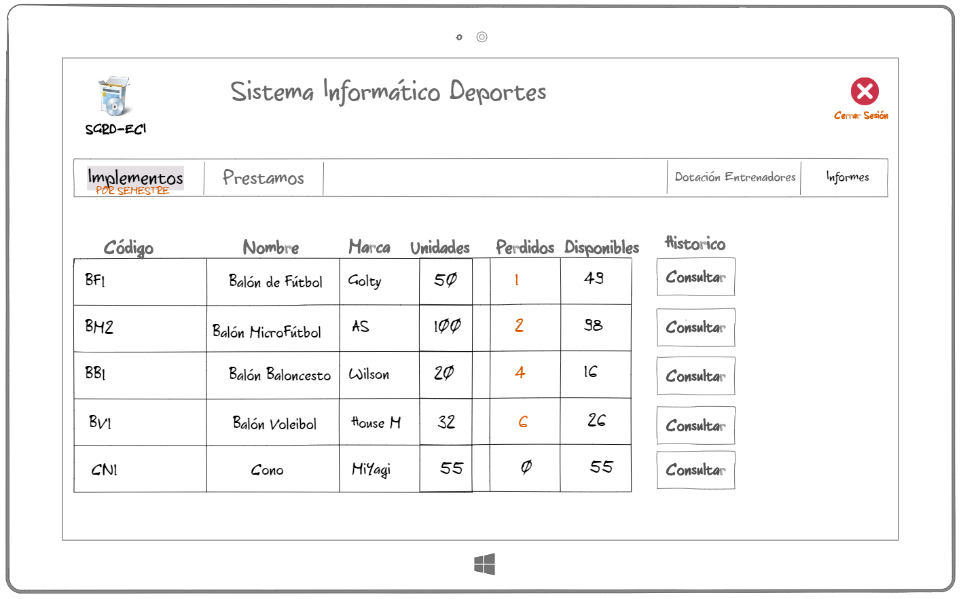 Sistema Informático Deportes
SGRD-ECI
Cerrar Sesión
Implementos Prestamos Dotación Entrenadores Informes
POR SEMESTRE
Código Nombre Marca Unidades Perdidos Disponibles Historico
BF1 Balón de Fútbol Golty 50 1 49 Consultar
BM2 Balón MicroFútbol AS 100 2 98 Consultar
BB1 Balón Baloncesto Wilson 20 4 16 Consultar
BV1 Balón Voleibol House M 32 6 26 Consultar
CN1 Cono MiYagi 55 0 55 Consultar